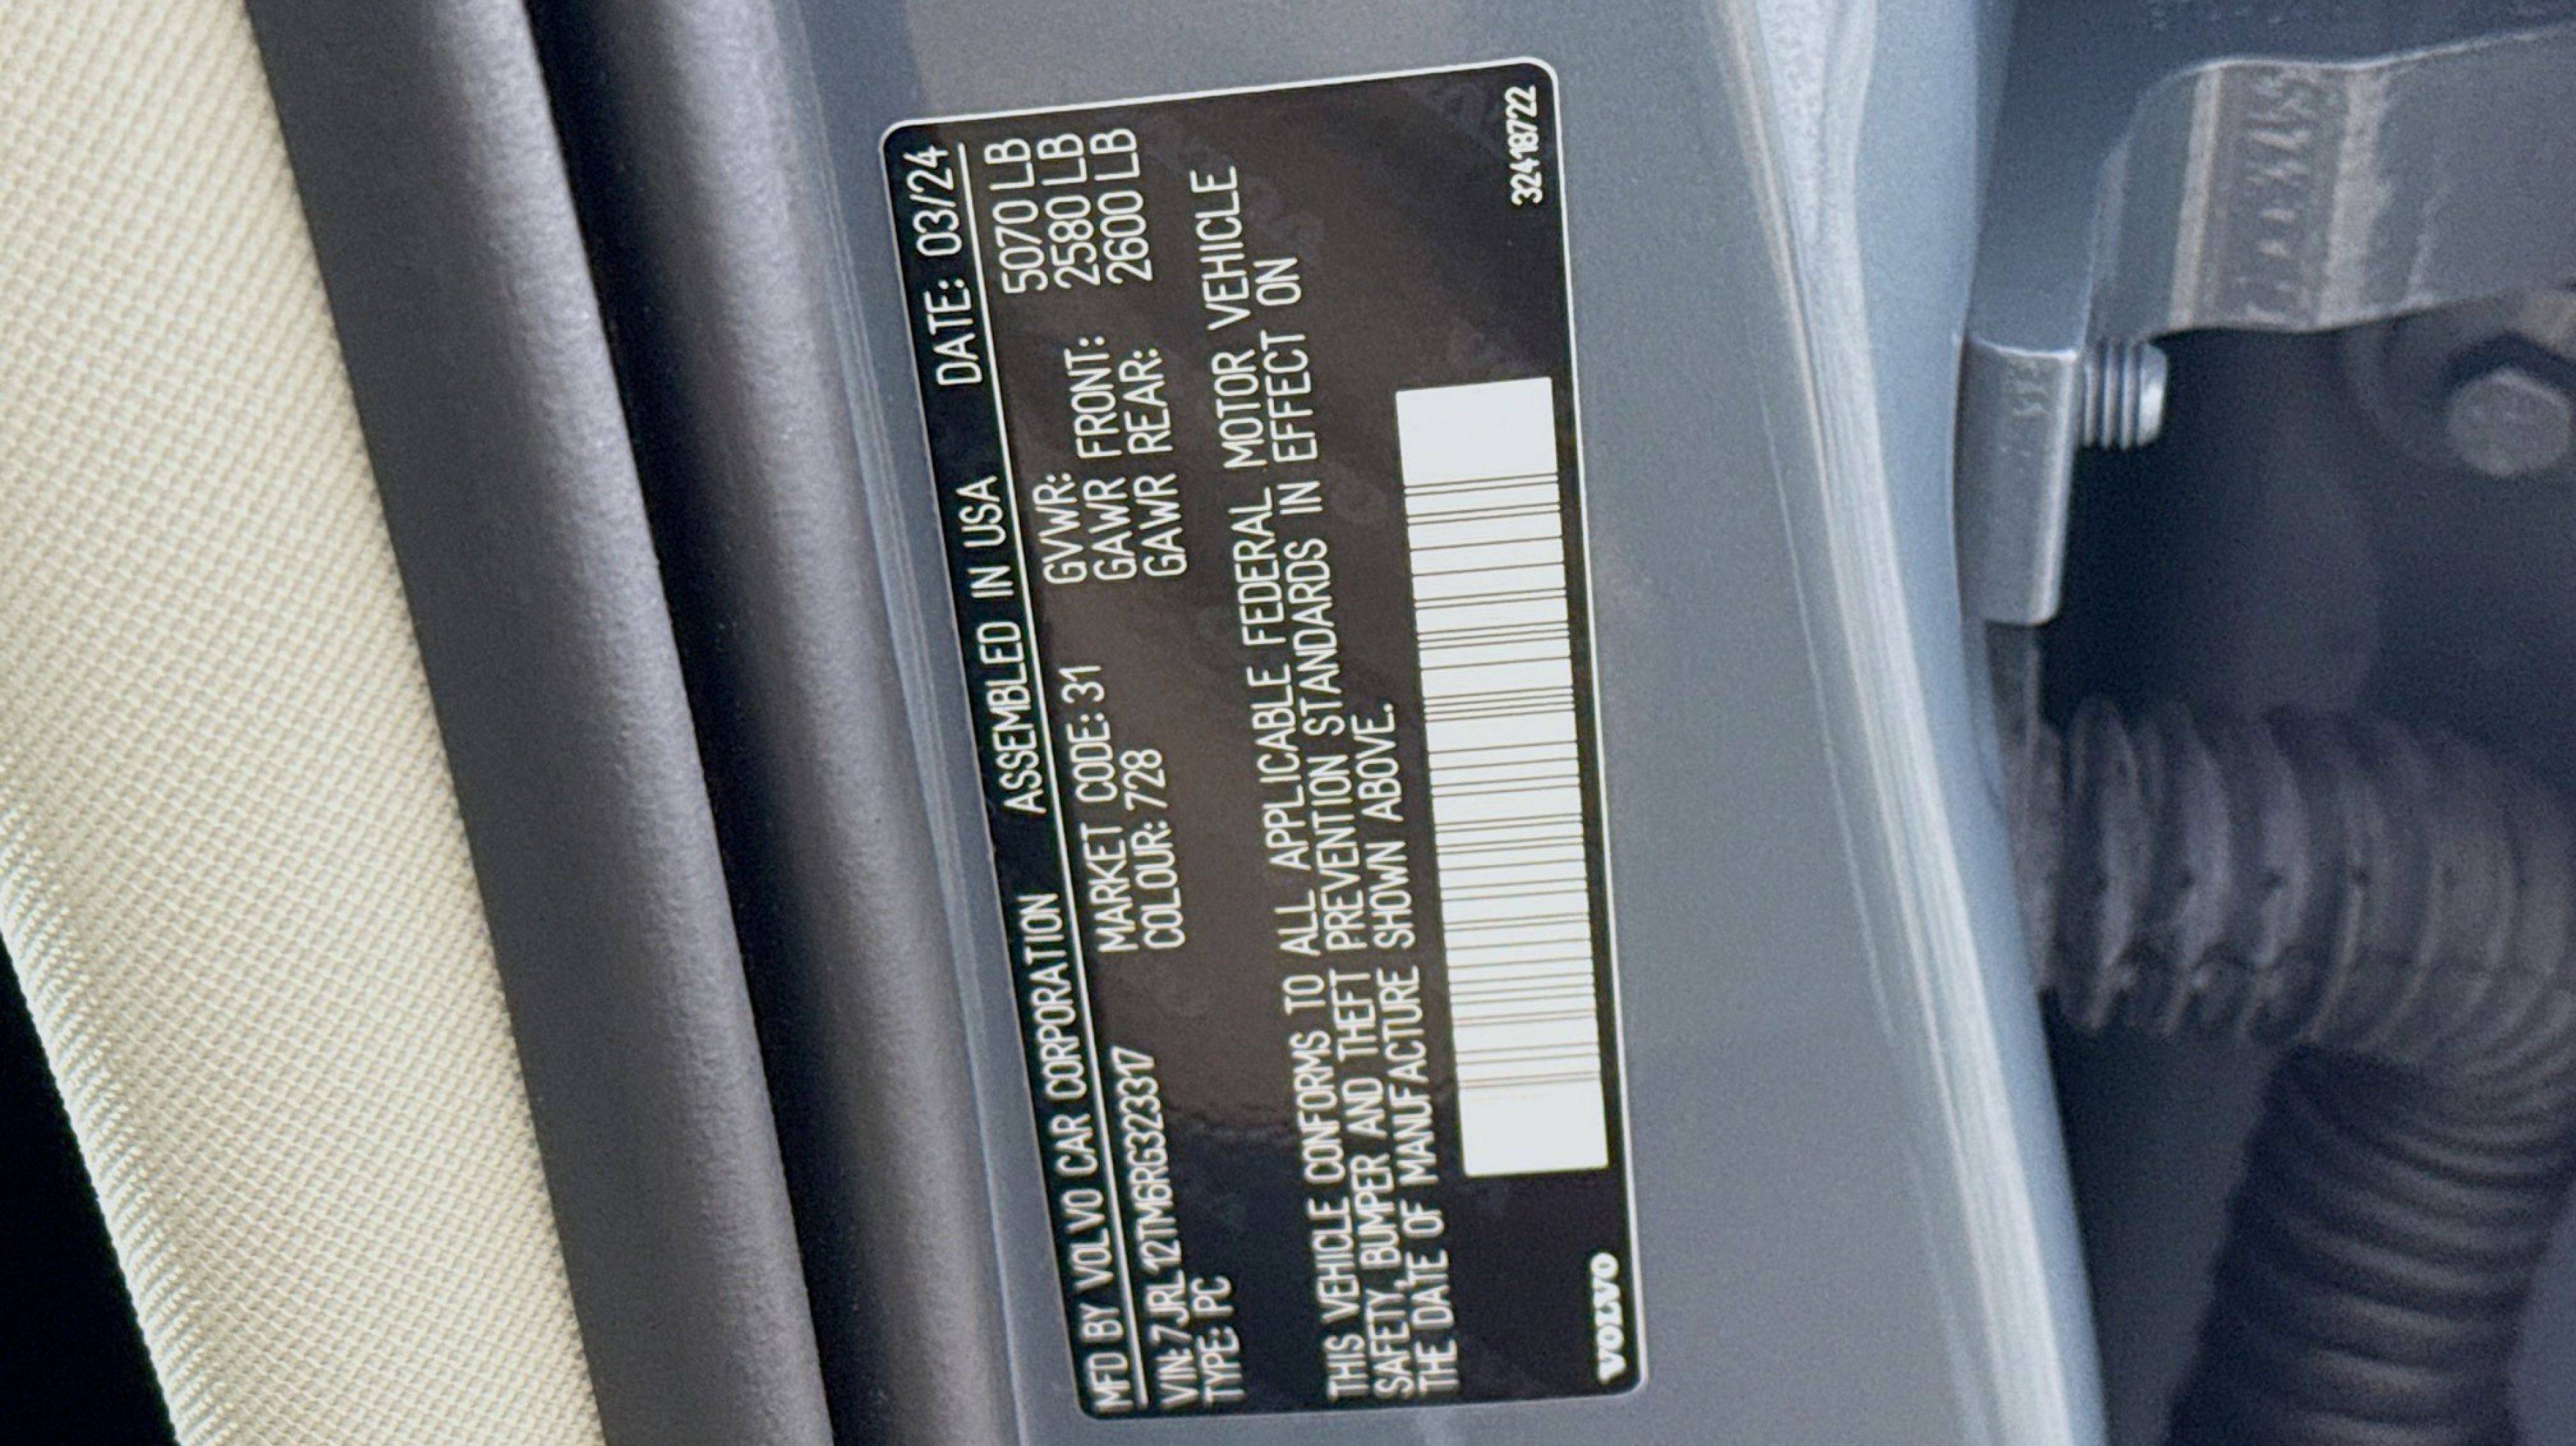 MFD BY VOLVO CAR CORPORATION ASSEMBLED IN USA DATE: 03/24
VIN: 7JRL12TM6RG323317 MARKET CODE: 31 GVWR: 5070 LB
TYPE: PC COLOUR: 728 GAWR FRONT: 2580 LB
GAWR REAR: 2600 LB
THIS VEHICLE CONFORMS TO ALL APPLICABLE FEDERAL MOTOR VEHICLE
SAFETY, BUMPER AND THEFT PREVENTION STANDARDS IN EFFECT ON
THE DATE OF MANUFACTURE SHOWN ABOVE.
VOLVO 32418722